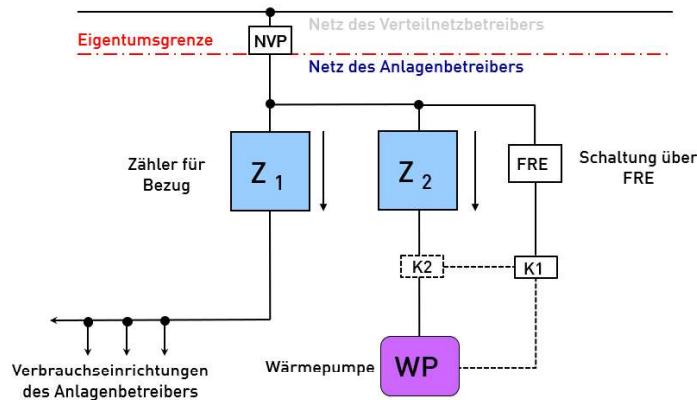 Netz des Verteilnetzbetreibers
Eigentumsgrenze
NVP
Netz des Anlagenbetreibers
Zähler für
Bezug
Z 1
Z 2
FRE
Schaltung über
FRE
K2
K1
Wärmepumpe
WP
Verbrauchseinrichtungen
des Anlagenbetreibers